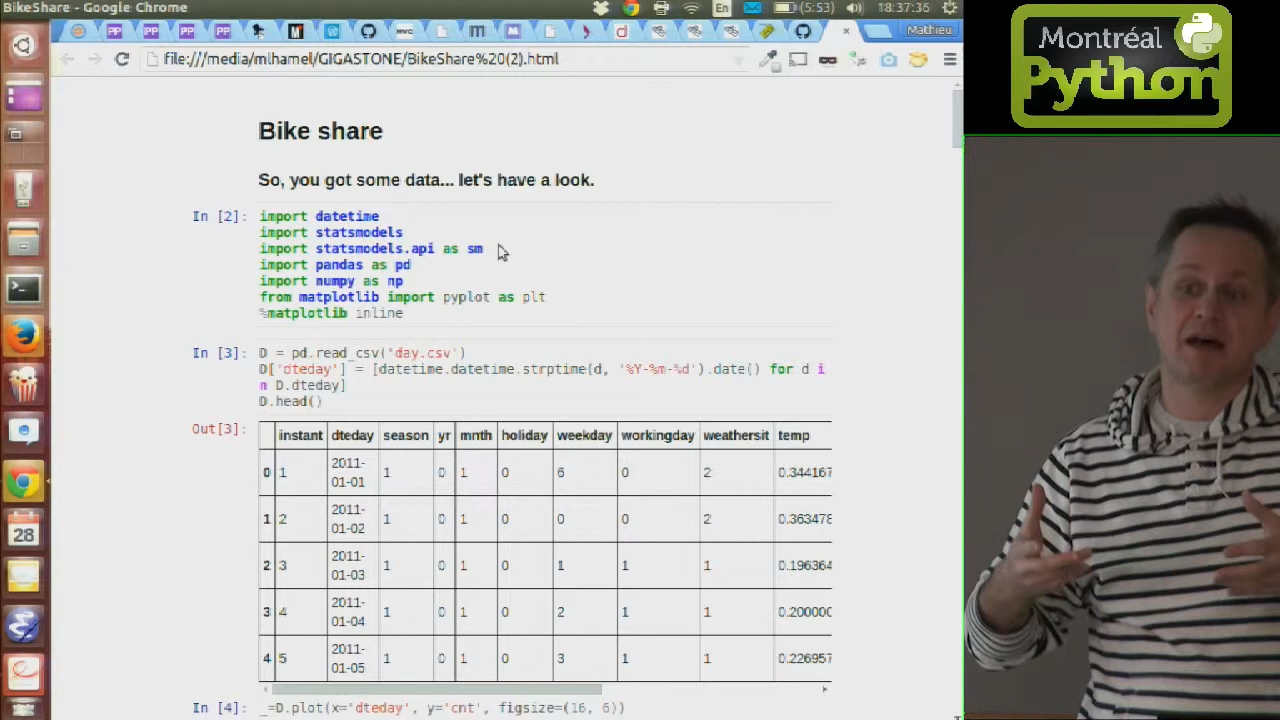 BikeShare - Google Chrome
En
(5:53)
18:37:36
Mathieu
file:///media/mlhamel/GIGASTONE/BikeShare%20(2).html
Montréal
Python
Bike share
So, you got some data... let's have a look.
In [2]:
import datetime
import statsmodels
import statsmodels.api as sm
import pandas as pd
import numpy as np
from matplotlib import pyplot as plt
%matplotlib inline
In [3]:
D = pd.read_csv('day.csv')
D['dteday'] = [datetime.datetime.strptime(d, '%Y-%m-%d').date() for d i
n D.dteday]
D.head()
Out[3]:
instant dteday season yr mnth holiday weekday workingday weathersit temp
0 1 2011-01-01 1 0 1 0 6 0 2 0.344167
1 2 2011-01-02 1 0 1 0 0 0 2 0.363478
2 3 2011-01-03 1 0 1 0 1 1 1 0.196364
3 4 2011-01-04 1 0 1 0 2 1 1 0.200000
4 5 2011-01-05 1 0 1 0 3 1 1 0.226957
In [4]:
_=D.plot(x='dteday', y='cnt', figsize=(16, 6))
28